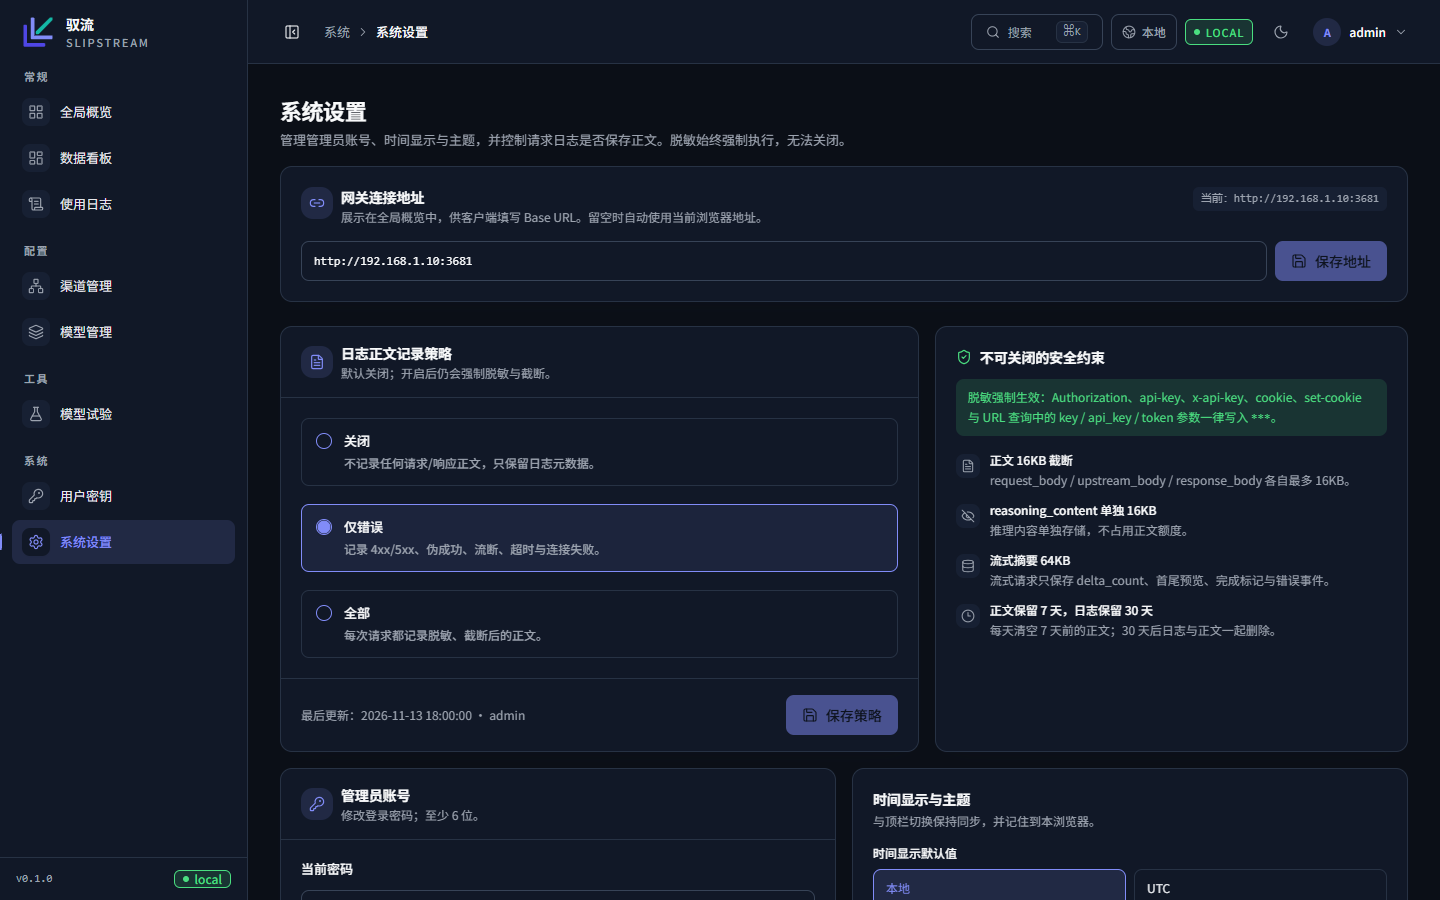 驭流
SLIPSTREAM
常规
全局概览
数据看板
使用日志
配置
渠道管理
模型管理
工具
模型试验
系统
用户密钥
系统设置
v0.1.0
local
系统 > 系统设置
搜索 ⌘K
本地
LOCAL
A admin
系统设置
管理管理员账号、时间显示与主题，并控制请求日志是否保存正文。脱敏始终强制执行，无法关闭。
网关连接地址
展示在全局概览中，供客户端填写 Base URL。留空时自动使用当前浏览器地址。
当前：http://192.168.1.10:3681
http://192.168.1.10:3681
保存地址
日志正文记录策略
默认关闭；开启后仍会强制脱敏与截断。
关闭
不记录任何请求/响应正文，只保留日志元数据。
仅错误
记录 4xx/5xx、伪成功、流断、超时与连接失败。
全部
每次请求都记录脱敏、截断后的正文。
最后更新：2026-11-13 18:00:00 · admin
保存策略
不可关闭的安全约束
脱敏强制生效：Authorization、api-key、x-api-key、cookie、set-cookie
与 URL 查询中的 key / api_key / token 参数一律写入 ***。
正文 16KB 截断
request_body / upstream_body / response_body 各自最多 16KB。
reasoning_content 单独 16KB
推理内容单独存储，不占用正文额度。
流式摘要 64KB
流式请求只保存 delta_count、首尾预览、完成标记与错误事件。
正文保留 7 天，日志保留 30 天
每天清空 7 天前的正文；30 天后日志与正文一起删除。
管理员账号
修改登录密码；至少 6 位。
当前密码
时间显示与主题
与顶栏切换保持同步，并记住到本浏览器。
时间显示默认值
本地
UTC